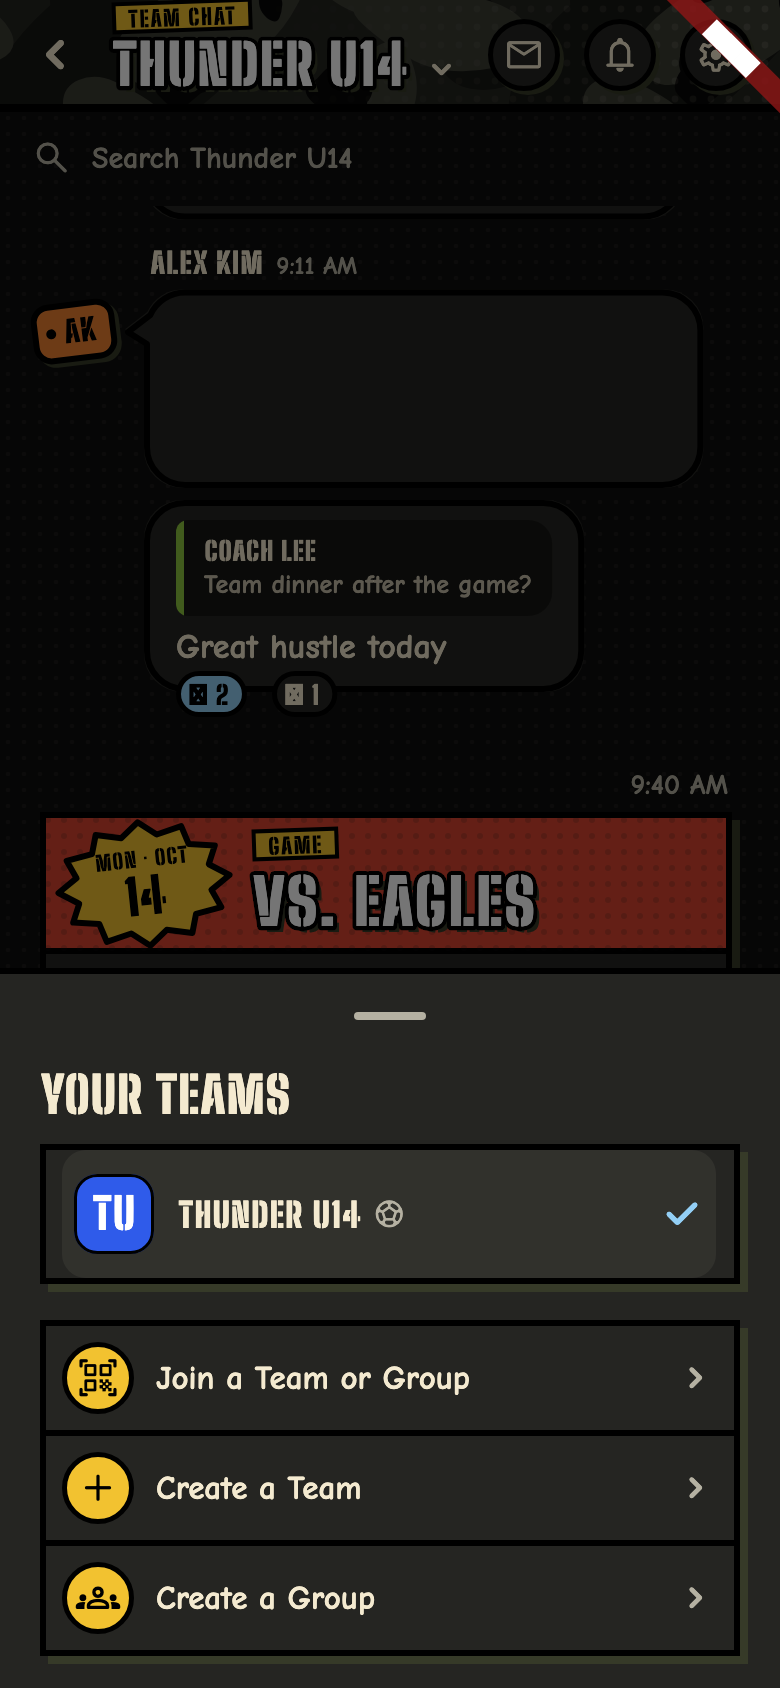 TEAM CHAT
THUNDER U14
Search Thunder U14
ALEX KIM 9:11 AM
AK
COACH LEE
Team dinner after the game?
Great hustle today
2 1
9:40 AM
MON · OCT
14
GAME
VS. EAGLES
YOUR TEAMS
TU THUNDER U14
Join a Team or Group
Create a Team
Create a Group